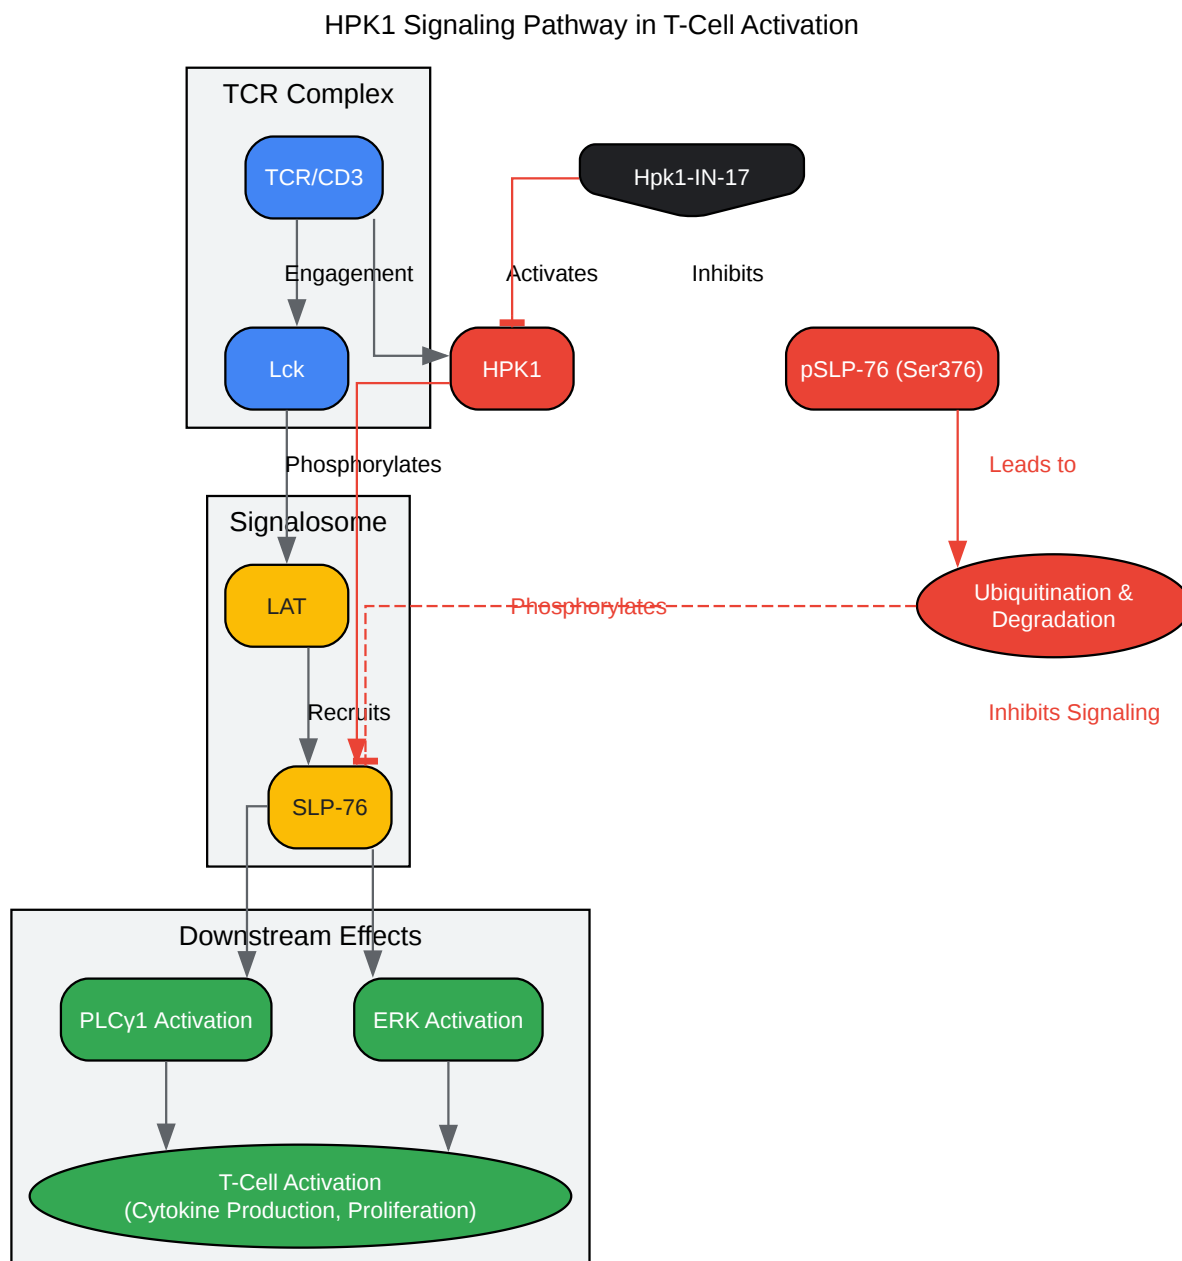 HPK1 Signaling Pathway in T-Cell Activation
TCR Complex
TCR/CD3
Hpk1-IN-17
Engagement
Activates
Inhibits
Lck
HPK1
pSLP-76 (Ser376)
Phosphorylates
Leads to
Signalosome
LAT
Phosphorylates
Ubiquitination &
Degradation
Recruits
Inhibits Signaling
SLP-76
Downstream Effects
PLCγ1 Activation
ERK Activation
T-Cell Activation
(Cytokine Production, Proliferation)